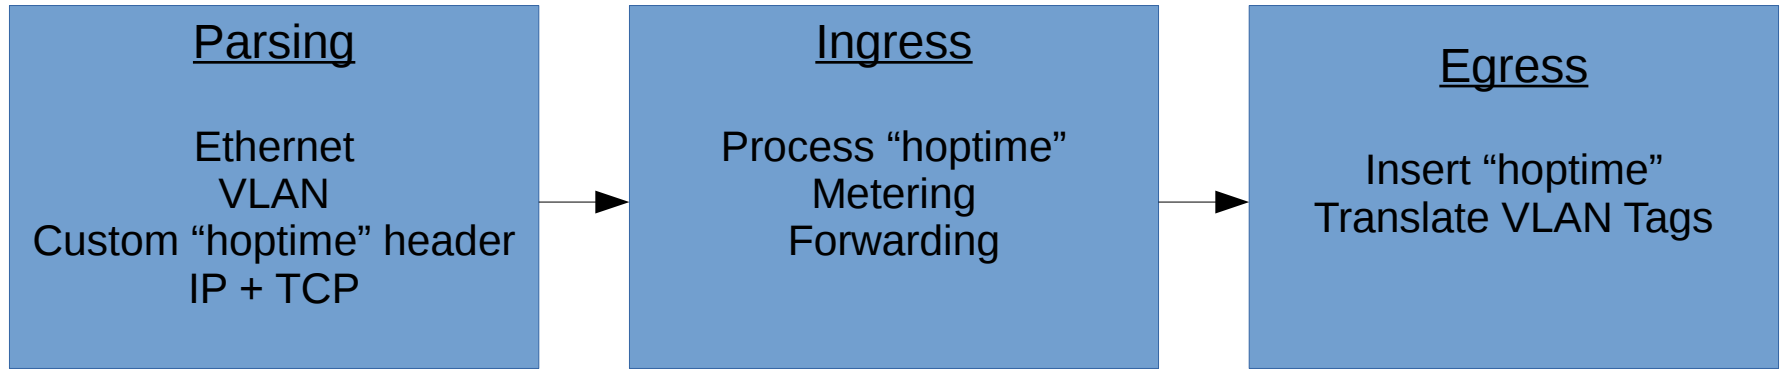 Parsing
Ethernet
VLAN
Custom “hoptime” header
IP + TCP
Ingress
Process “hoptime”
Metering
Forwarding
Egress
Insert “hoptime”
Translate VLAN Tags